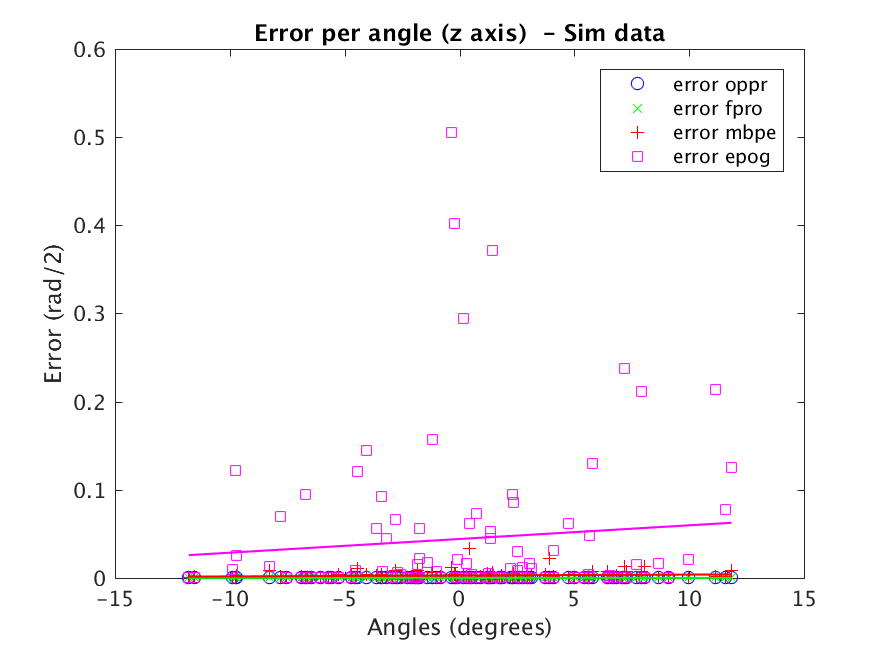 Error per angle (z axis)  - Sim data
error oppr
error fpro
error mbpe
error epog
0.6
0.5
0.4
0.3
0.2
0.1
0
Error (rad/2)
-15 -10 -5 0 5 10 15
Angles (degrees)